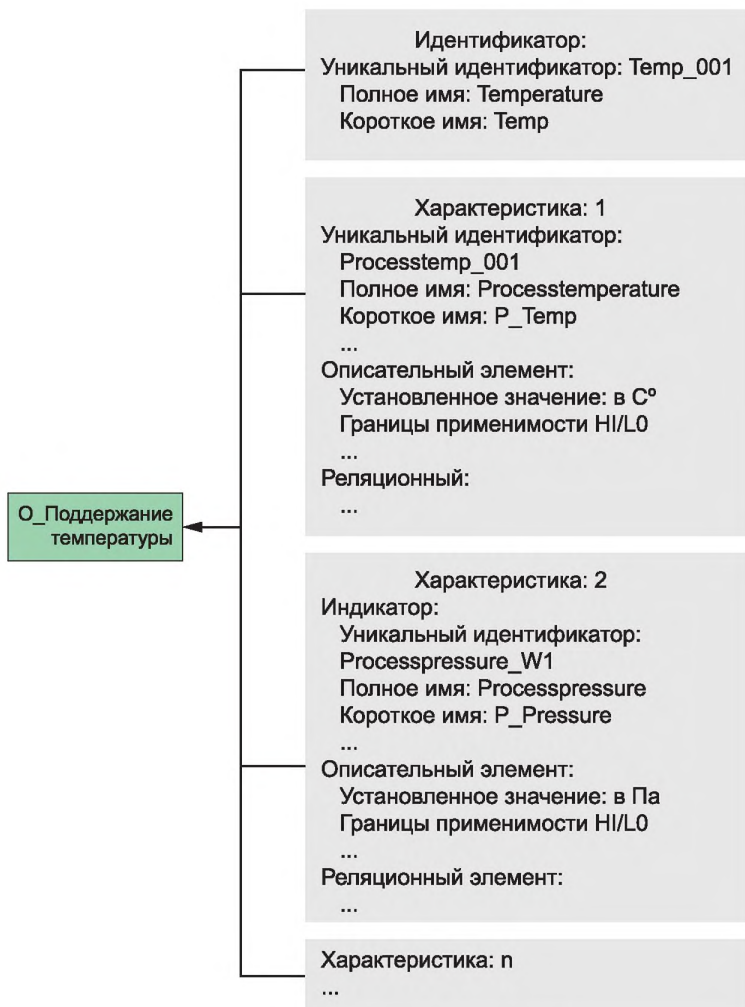 Идентификатор:
Уникальный идентификатор: Temp_001
Полное имя: Temperature
Короткое имя: Temp
Характеристика: 1
Уникальный идентификатор:
Processtemp_001
Полное имя: Processtemperature
Короткое имя: P_Temp
...
Описательный элемент:
Установленное значение: в Сº
Границы применимости HI/L0
...
Реляционный:
...
О_Поддержание
температуры
Характеристика: 2
Индикатор:
Уникальный идентификатор:
Processpressure_W1
Полное имя: Processpressure
Короткое имя: P_Pressure
...
Описательный элемент:
Установленное значение: в Па
Границы применимости HI/L0
...
Реляционный элемент:
...
Характеристика: n
...